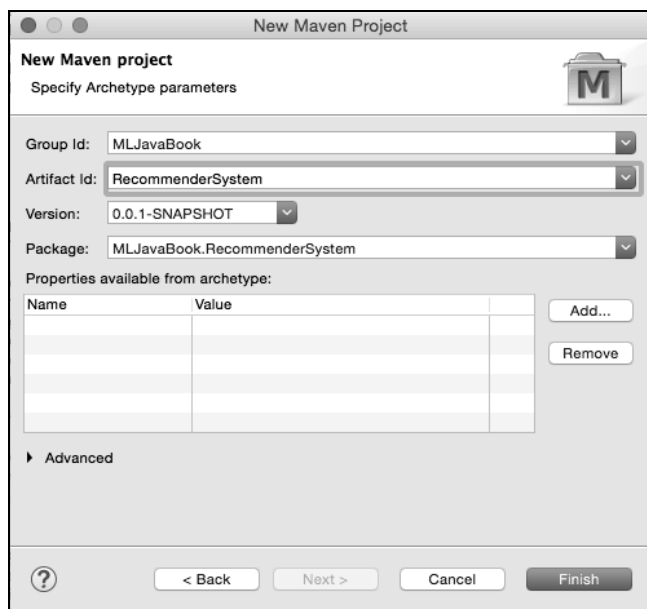 New Maven Project
New Maven project
Specify Archetype parameters
M
Group Id: MLJavaBook
Artifact Id: RecommenderSystem
Version: 0.0.1-SNAPSHOT
Package: MLJavaBook.RecommenderSystem
Properties available from archetype:
Name Value
Add...
Remove
Advanced
? < Back Next > Cancel Finish